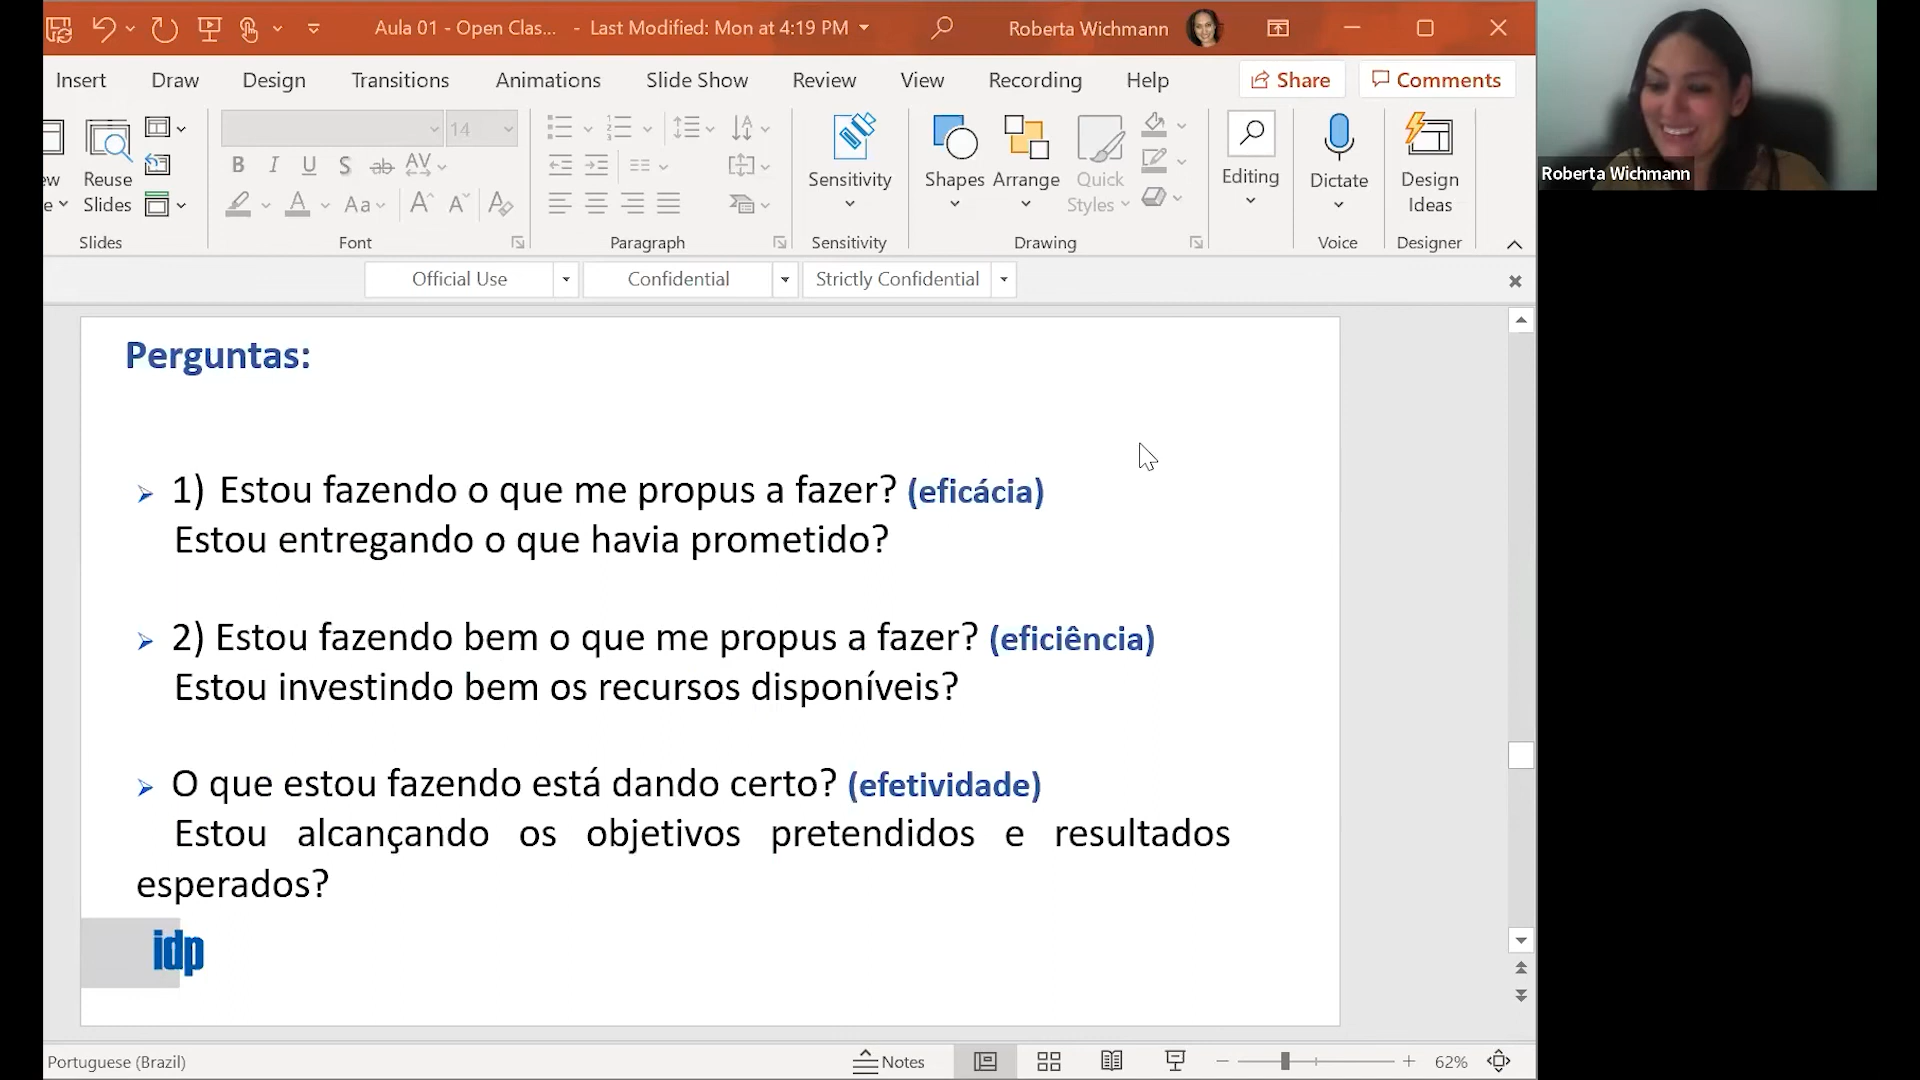 Aula 01 - Open Clas... - Last Modified: Mon at 4:19 PM
Roberta Wichmann
Insert Draw Design Transitions Animations Slide Show Review View Recording Help Share Comments
14
Reuse Slides
Sensitivity
Shapes
Arrange
Quick Styles
Editing
Dictate
Design Ideas
Slides Font Paragraph Sensitivity Drawing Voice Designer
Official Use Confidential Strictly Confidential
Roberta Wichmann
Perguntas:
1) Estou fazendo o que me propus a fazer? (eficácia)
Estou entregando o que havia prometido?
2) Estou fazendo bem o que me propus a fazer? (eficiência)
Estou investindo bem os recursos disponíveis?
O que estou fazendo está dando certo? (efetividade)
Estou alcançando os objetivos pretendidos e resultados
esperados?
idp
Portuguese (Brazil) Notes 62%